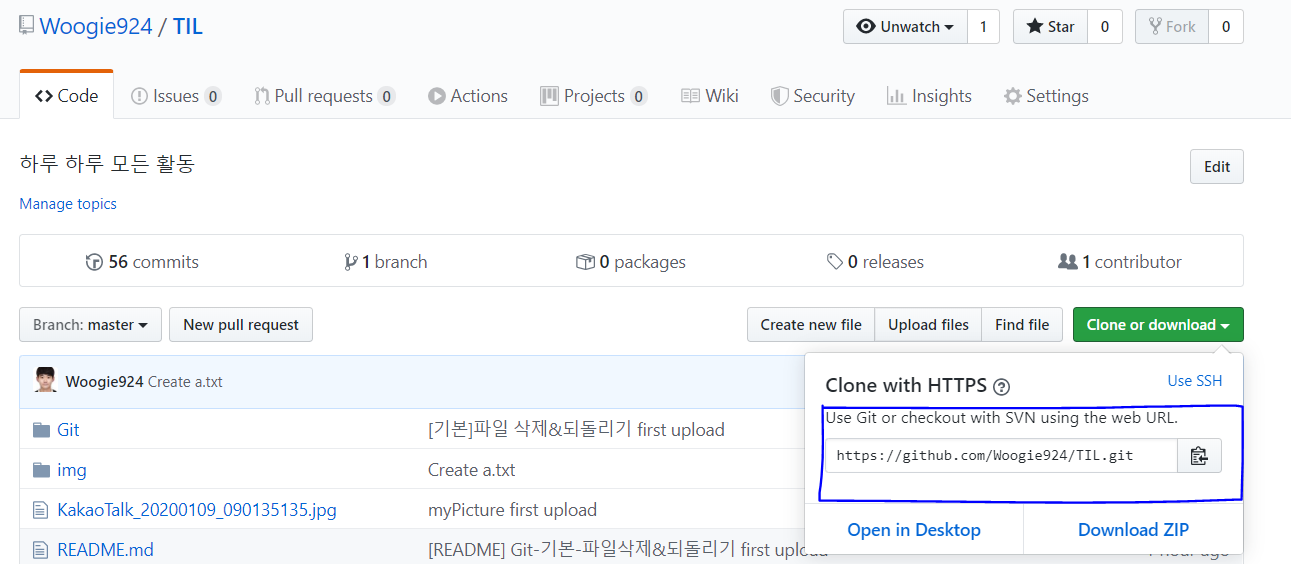 Woogie924 / TIL
Unwatch 1 Star 0 Fork 0
Code Issues 0 Pull requests 0 Actions Projects 0 Wiki Security Insights Settings
하루 하루 모든 활동
Edit
Manage topics
56 commits 1 branch 0 packages 0 releases 1 contributor
Branch: master New pull request Create new file Upload files Find file Clone or download
Woogie924 Create a.txt
Clone with HTTPS ? Use SSH
Use Git or checkout with SVN using the web URL.
https://github.com/Woogie924/TIL.git
Open in Desktop Download ZIP
Git [기본]파일 삭제&되돌리기 first upload
img Create a.txt
KakaoTalk_20200109_090135135.jpg myPicture first upload
README.md [README] Git-기본-파일삭제&되돌리기 first upload